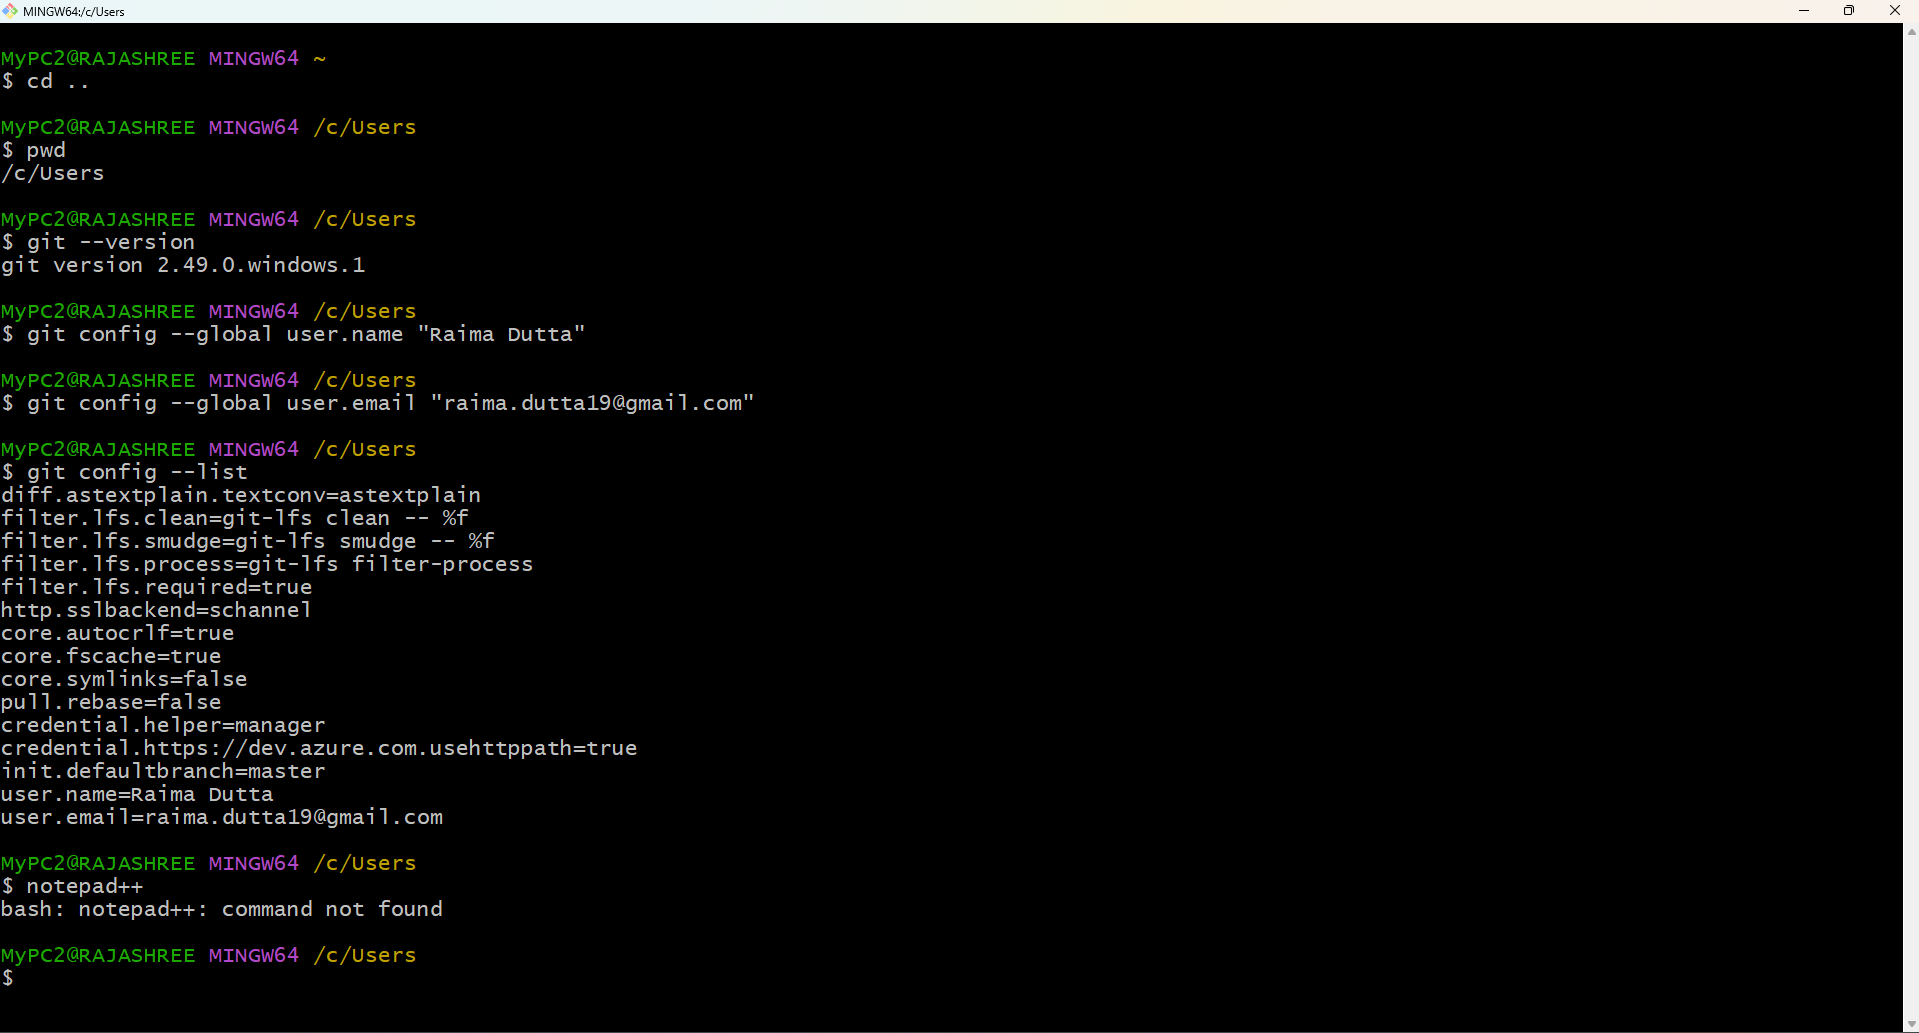 MINGW64:/c/Users
MyPC2@RAJASHREE MINGW64 ~
$ cd ..
MyPC2@RAJASHREE MINGW64 /c/Users
$ pwd
/c/Users
MyPC2@RAJASHREE MINGW64 /c/Users
$ git --version
git version 2.49.0.windows.1
MyPC2@RAJASHREE MINGW64 /c/Users
$ git config --global user.name "Raima Dutta"
MyPC2@RAJASHREE MINGW64 /c/Users
$ git config --global user.email "raima.dutta19@gmail.com"
MyPC2@RAJASHREE MINGW64 /c/Users
$ git config --list
diff.astextplain.textconv=astextplain
filter.lfs.clean=git-lfs clean -- %f
filter.lfs.smudge=git-lfs smudge -- %f
filter.lfs.process=git-lfs filter-process
filter.lfs.required=true
http.sslbackend=schannel
core.autocrlf=true
core.fscache=true
core.symlinks=false
pull.rebase=false
credential.helper=manager
credential.https://dev.azure.com.usehttppath=true
init.defaultbranch=master
user.name=Raima Dutta
user.email=raima.dutta19@gmail.com
MyPC2@RAJASHREE MINGW64 /c/Users
$ notepad++
bash: notepad++: command not found
MyPC2@RAJASHREE MINGW64 /c/Users
$